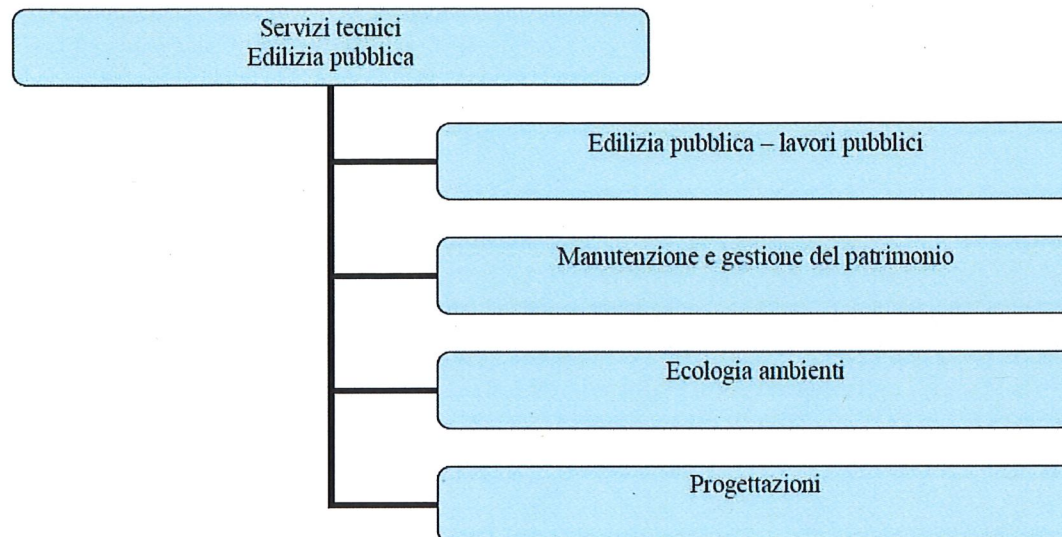 Servizi tecnici
Edilizia pubblica
Edilizia pubblica – lavori pubblici
Manutenzione e gestione del patrimonio
Ecologia ambienti
Progettazioni